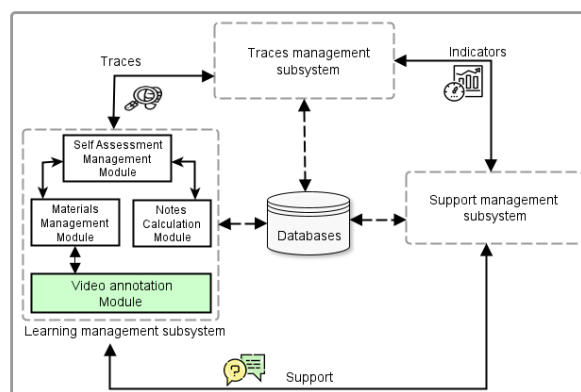 Traces management
subsystem
Traces
Indicators
Self Assessment
Management
Module
Materials
Management
Module
Notes
Calculation
Module
Video annotation
Module
Learning management subsystem
Databases
Support management
subsystem
?
Support